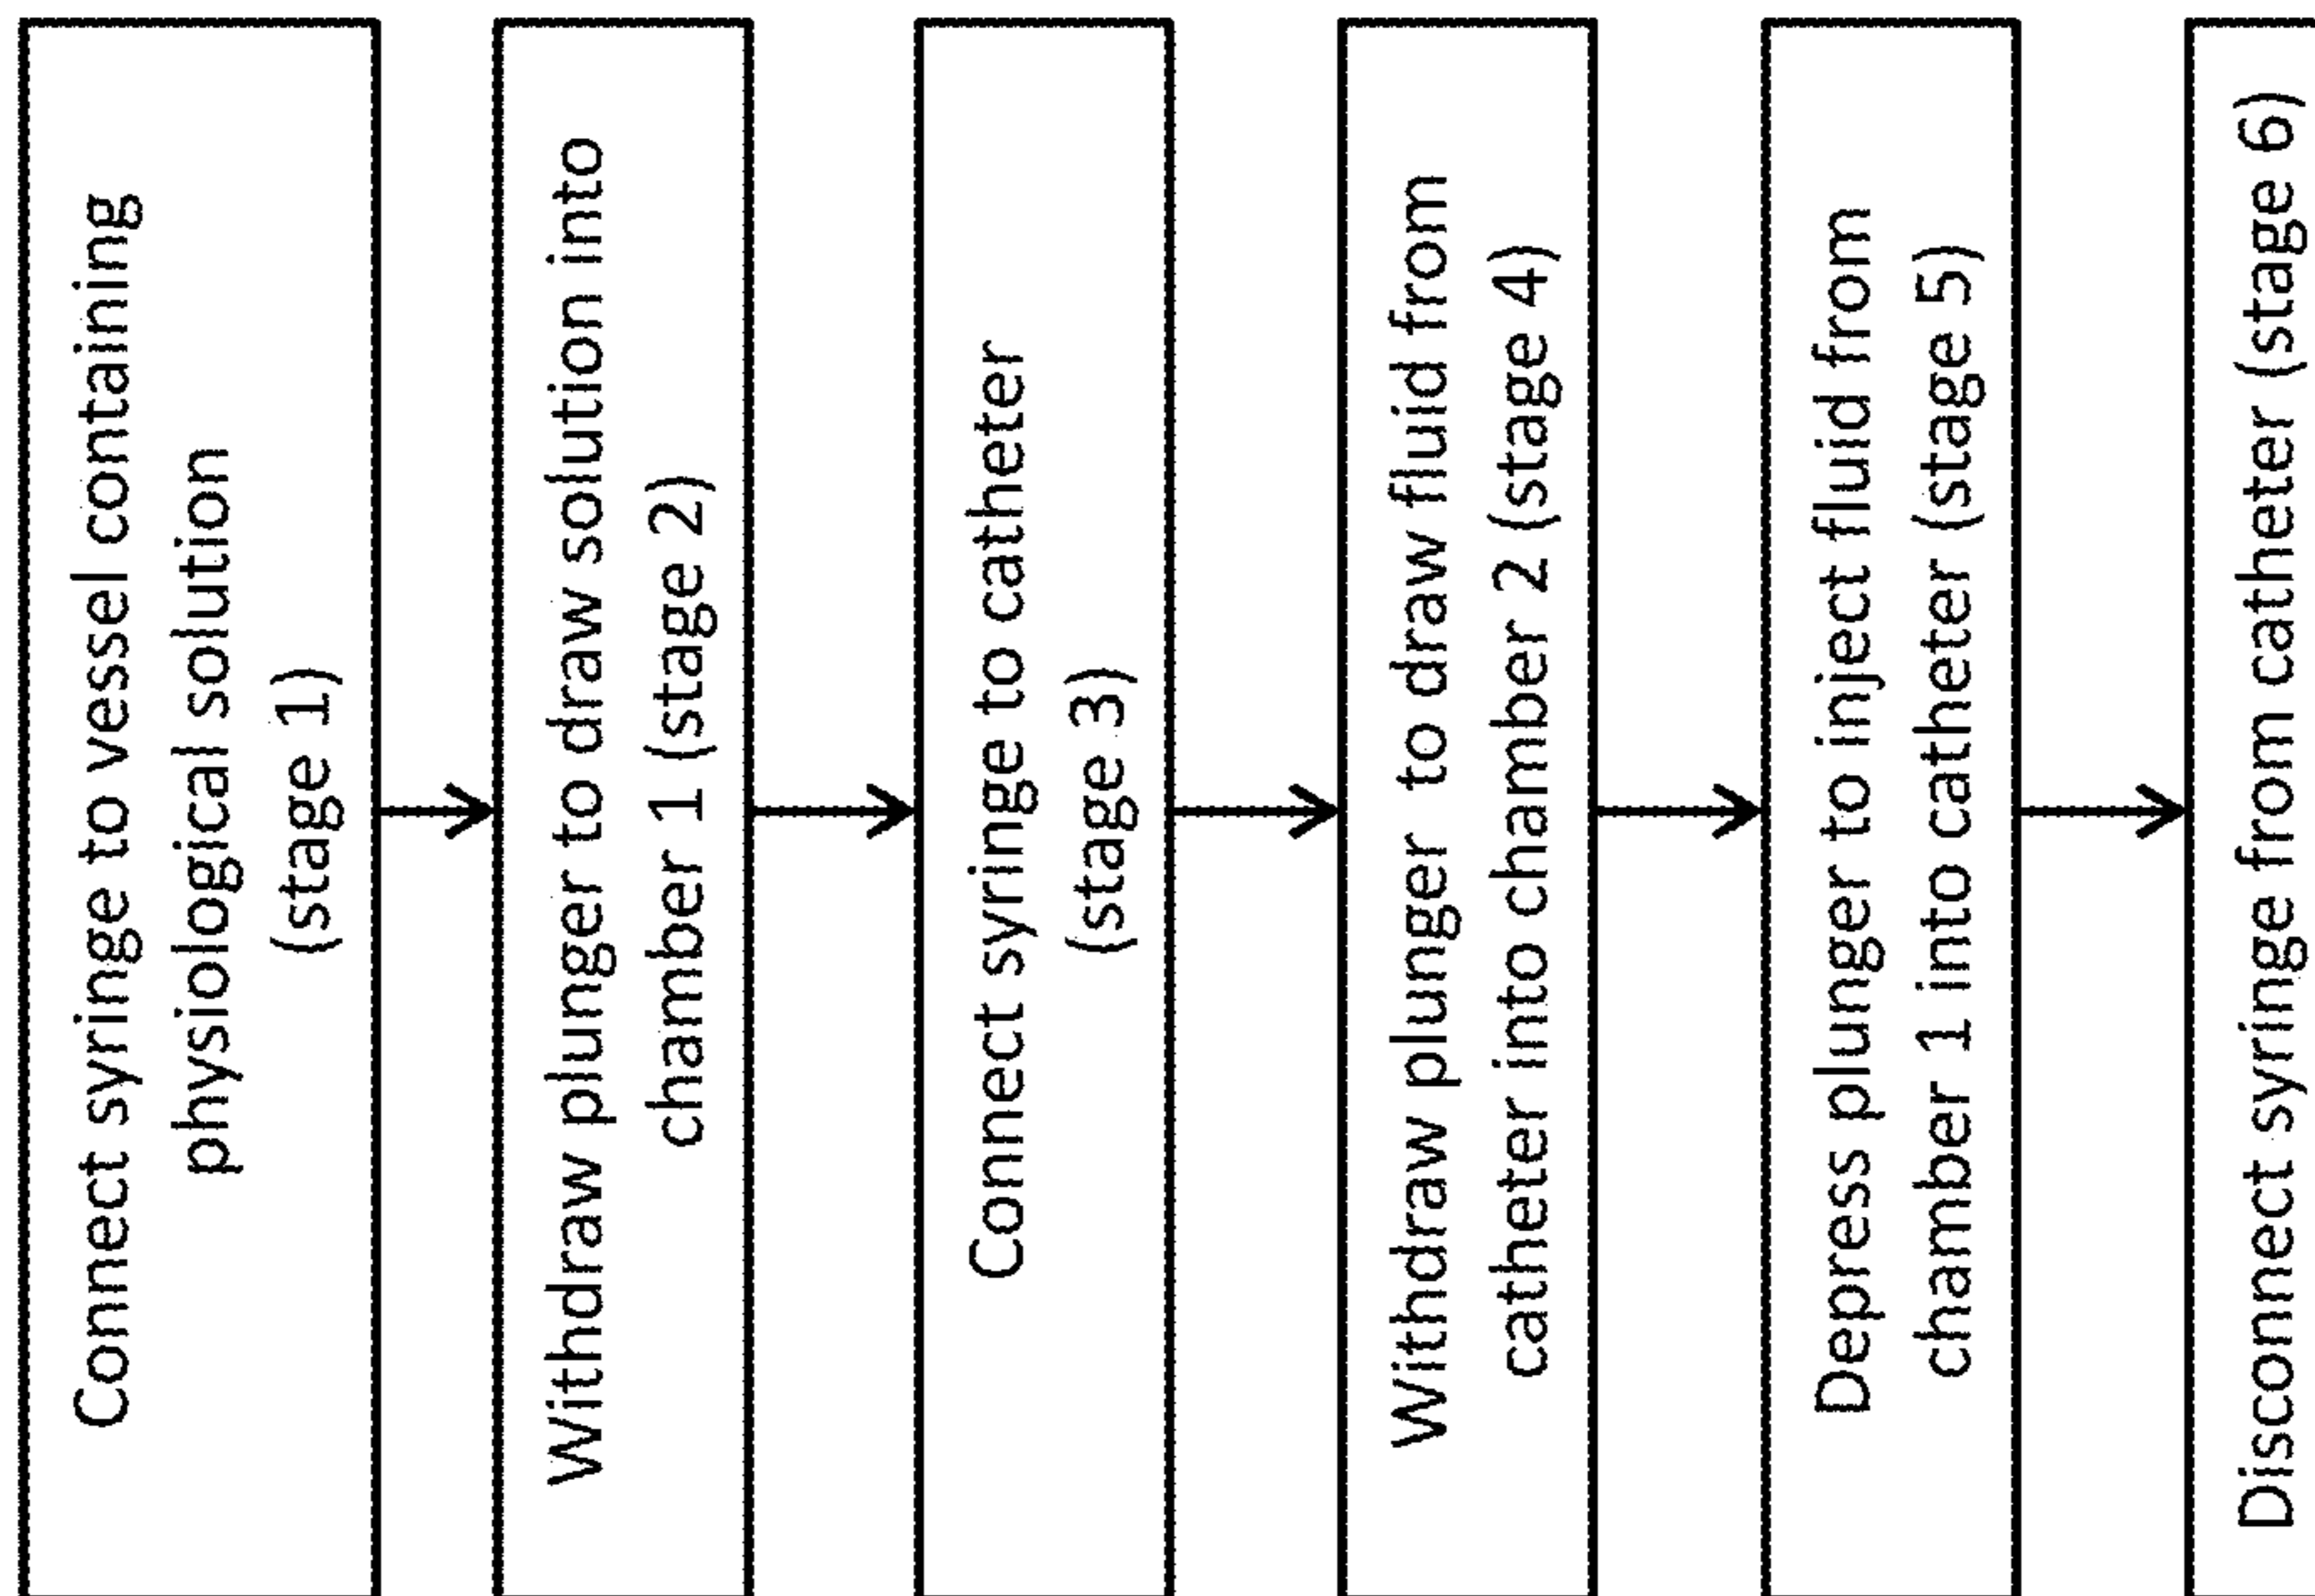 Connect syringe to vessel containing
physiological solution
(stage 1)
Withdraw plunger to draw solution into
chamber 1 (stage 2)
Connect syringe to catheter
(stage 3)
Withdraw plunger to draw fluid from
catheter into chamber 2 (stage 4)
Depress plunger to inject fluid from
chamber 1 into catheter (stage 5)
Disconnect syringe from catheter (stage 6)